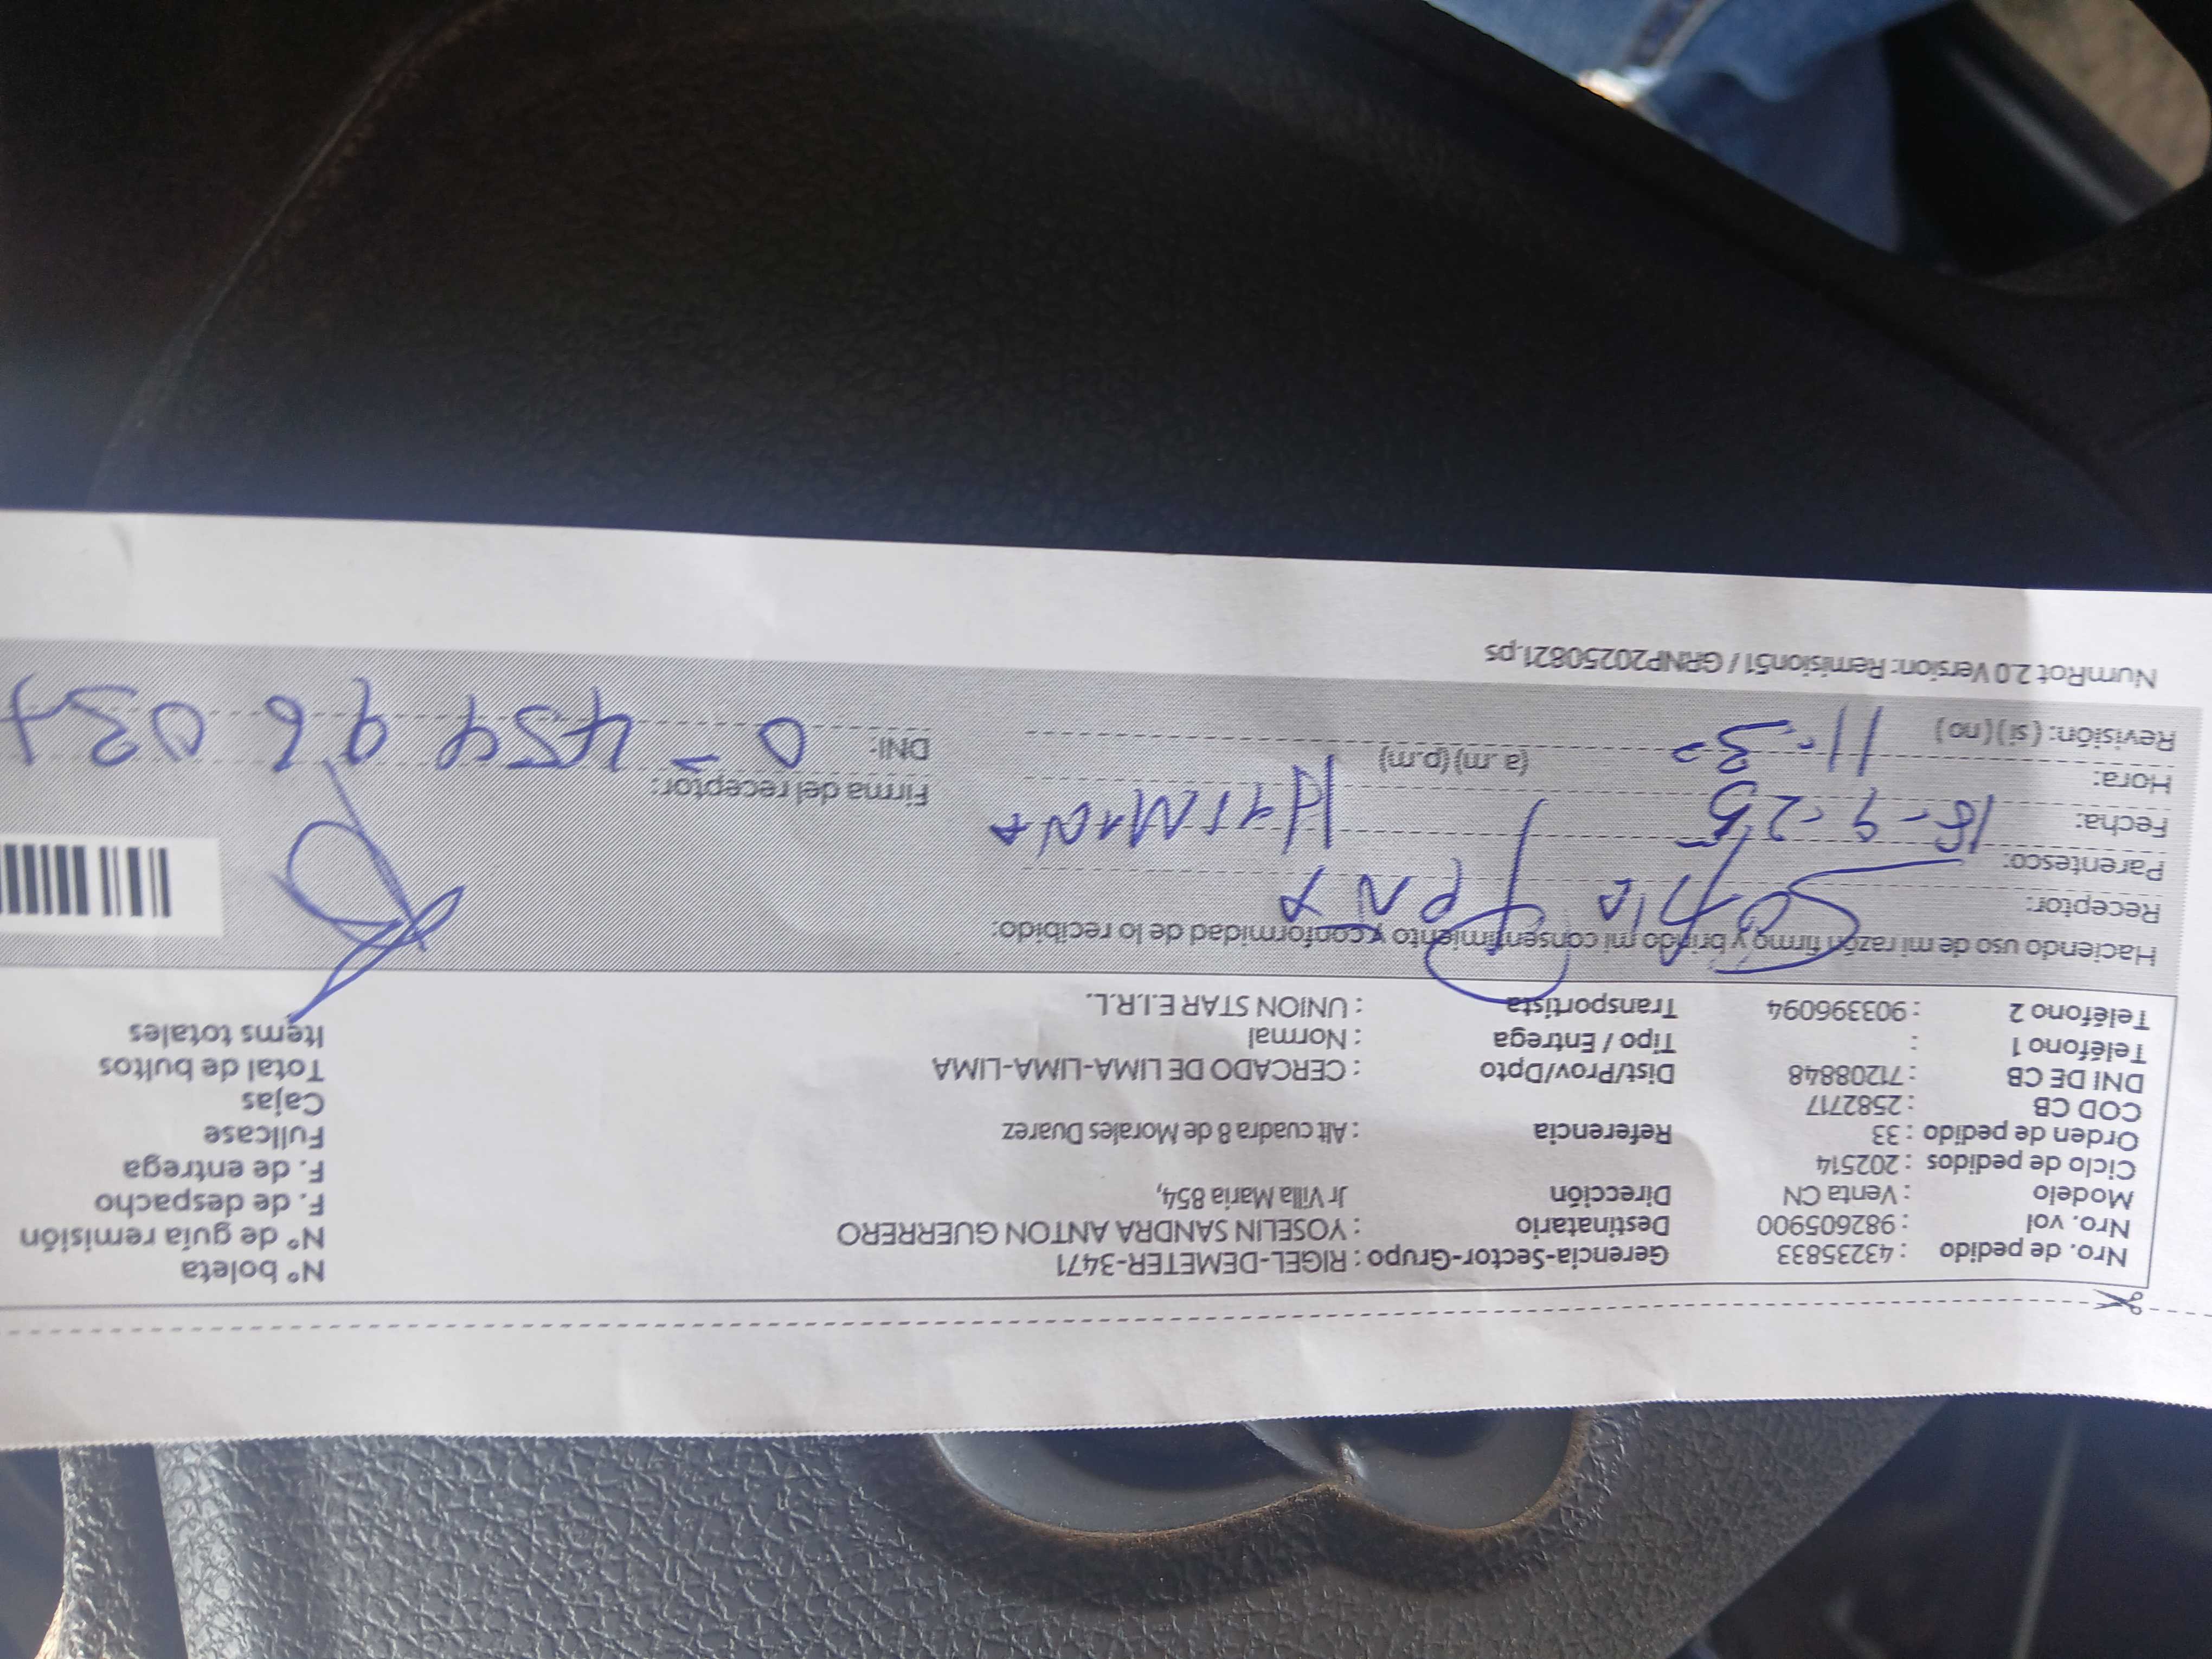 Nro. de pedido : 43235833 Gerencia-Sector-Grupo : RIGEL-DEMETER-3471 N° boleta
Nro. vol : 982605900 Destinatario : YOSELIN SANDRA ANTON GUERRERO N° de guía remisión
Modelo : Venta CN Dirección Jr Villa Maria 854, F. de despacho
Ciclo de pedidos : 202514 F. de entrega
Orden de pedido : 33 Referencia : Alt cuadra 8 de Morales Duarez Fullcase
COD CB : 2582717 Cajas
DNI DE CB : 71208848 Dist/Prov/Dpto : CERCADO DE LIMA-LIMA-LIMA Total de bultos
Teléfono 1 : Tipo / Entrega : Normal Items totales
Teléfono 2 : 903396094 Transportista : UNION STAR E.I.R.L.
Haciendo uso de mi razón firmo y brindo mi consentimiento y conformidad de lo recibido:
Receptor:
Parentesco:
Fecha: 18-9-25 Firma del receptor:
Hora: 11:30 (a.m) (p.m) DNI:
Revisión: (si) (no)
NumRot 2.0 Version: Remision51 / GRNP20250821.ps